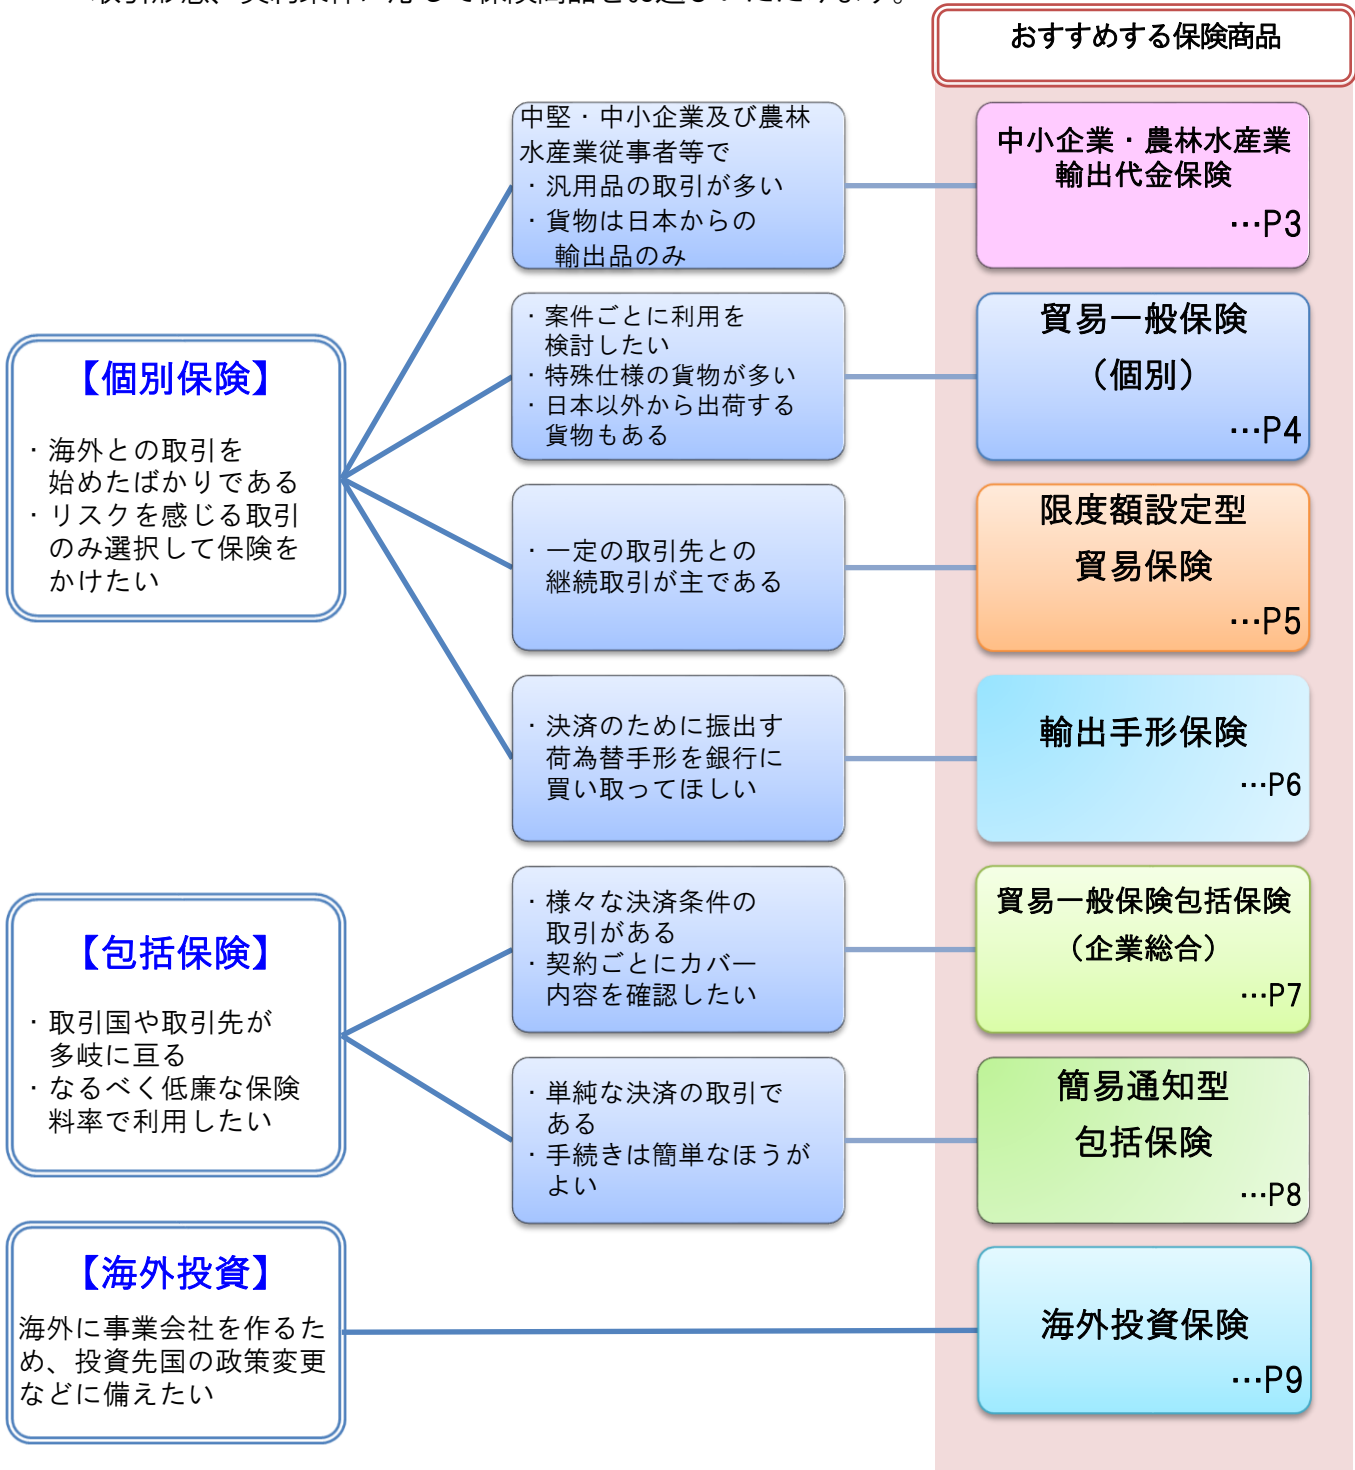 おすすめする保険商品
【個別保険】
・海外との取引を
始めたばかりである
・リスクを感じる取引
のみ選択して保険を
かけたい
中堅・中小企業及び農林
水産業従事者等で
・汎用品の取引が多い
・貨物は日本からの
輸出品のみ
中小企業・農林水産業
輸出代金保険
…P3
・案件ごとに利用を
検討したい
・特殊仕様の貨物が多い
・日本以外から出荷する
貨物もある
貿易一般保険
（個別）
…P4
・一定の取引先との
継続取引が主である
限度額設定型
貿易保険
…P5
・決済のために振出す
荷為替手形を銀行に
買い取ってほしい
輸出手形保険
…P6
【包括保険】
・取引国や取引先が
多岐に亘る
・なるべく低廉な保険
料率で利用したい
・様々な決済条件の
取引がある
・契約ごとにカバー
内容を確認したい
貿易一般保険包括保険
（企業総合）
…P7
・単純な決済の取引で
ある
・手続きは簡単なほうが
よい
簡易通知型
包括保険
…P8
【海外投資】
海外に事業会社を作るた
め、投資先国の政策変更
などに備えたい
海外投資保険
…P9